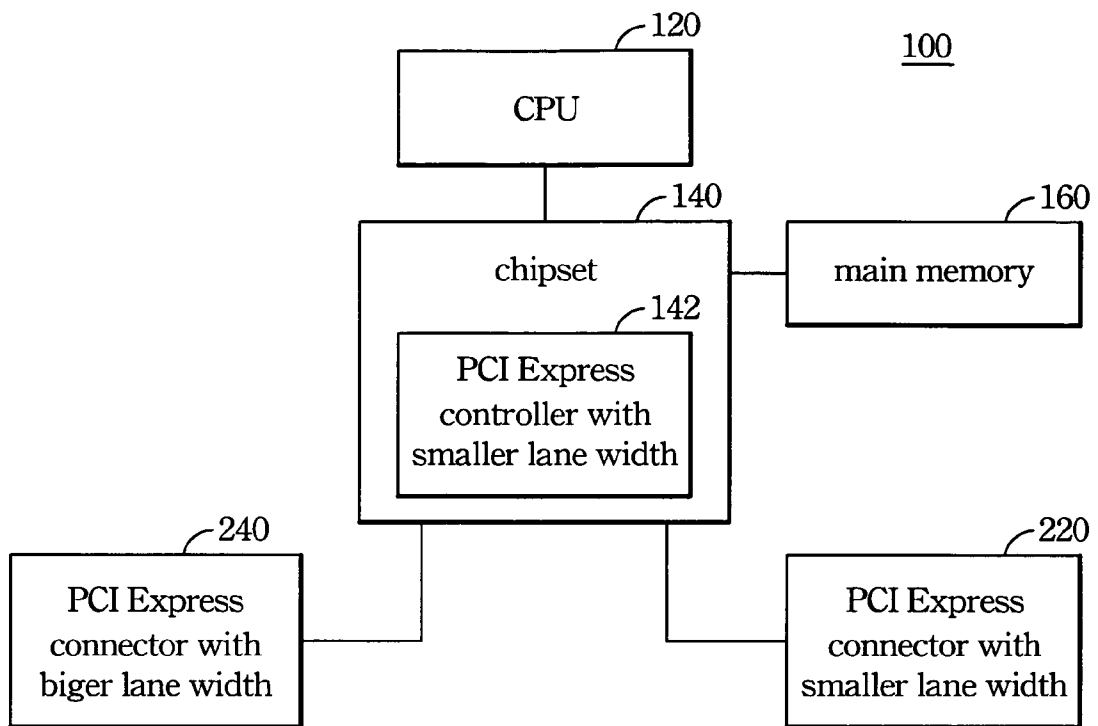 120
100
CPU
140
160
chipset
main memory
142
PCI Express
controller with
smaller lane width
240
220
PCI Express
connector with
biger lane width
PCI Express
connector with
smaller lane width